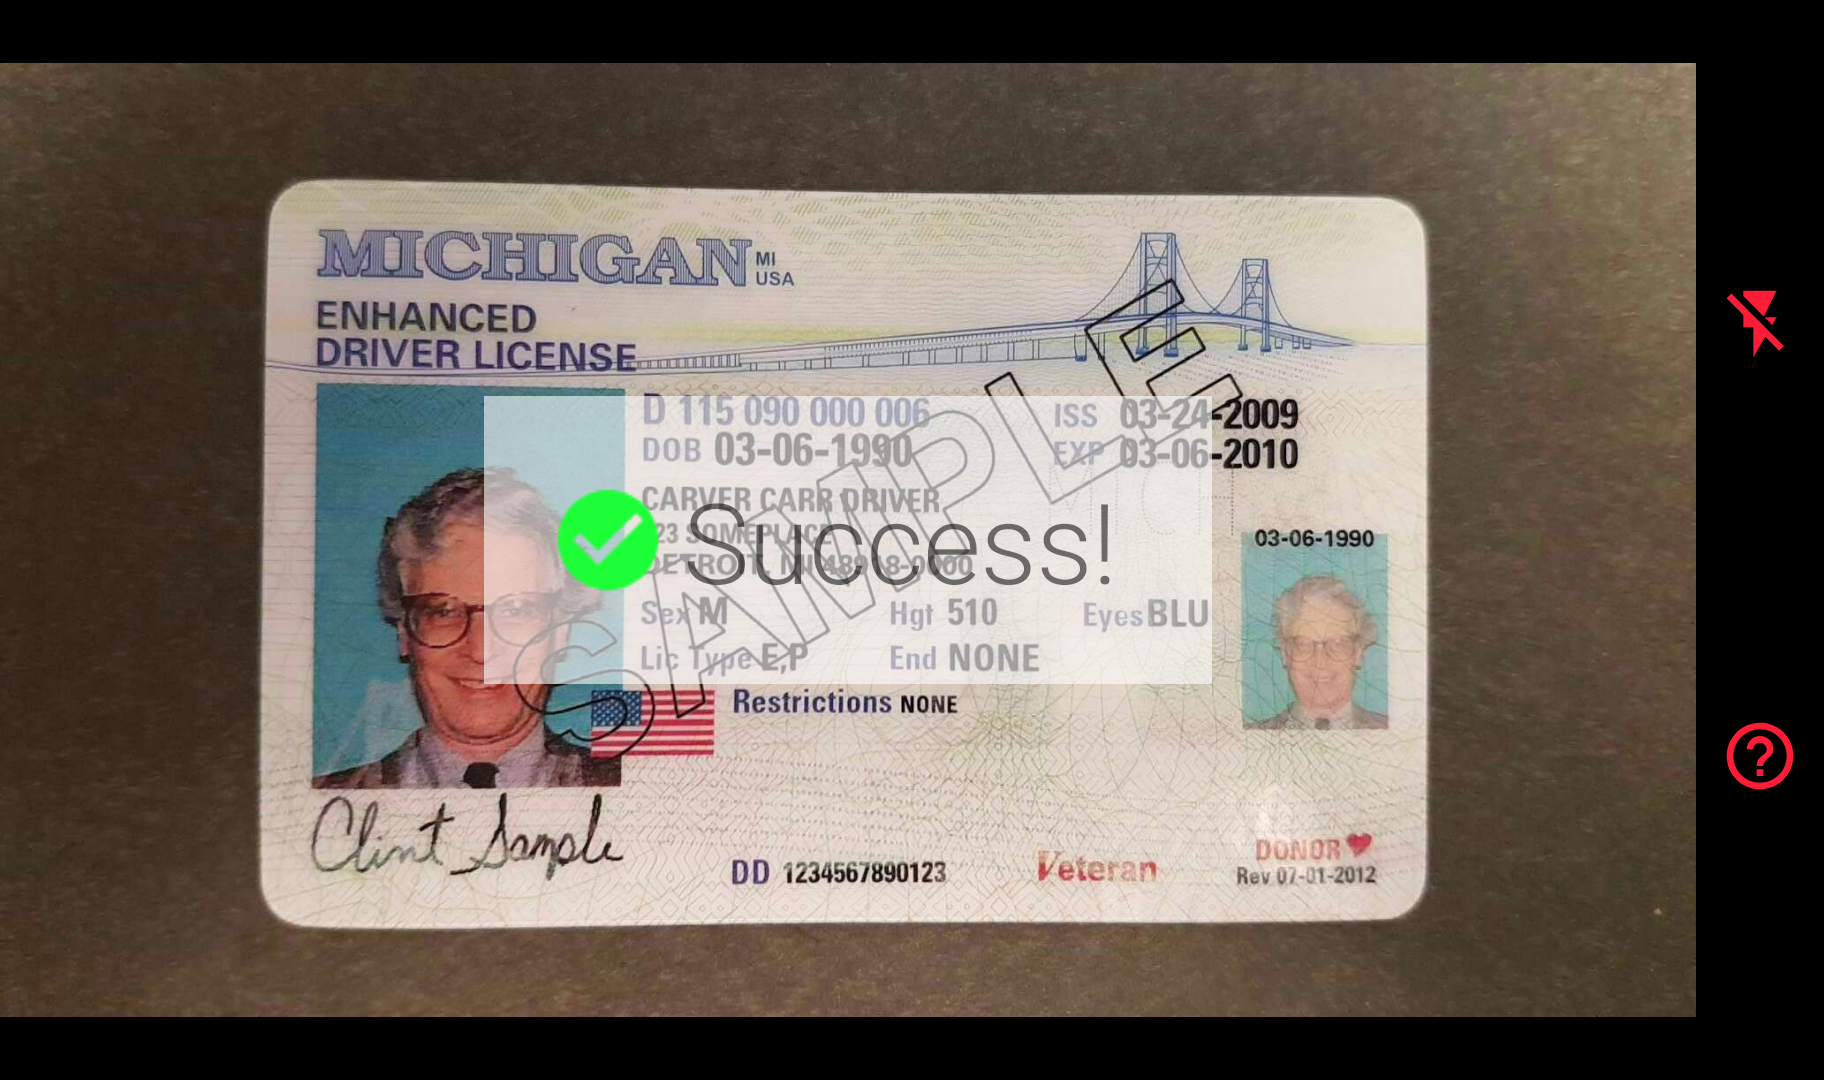 MICHIGAN MI
USA
ENHANCED
DRIVER LICENSE
D 115 090 000 006
ISS 03-24-2009
DOB 03-06-1990
EXP 03-06-2010
CARVER CARR DRIVER
SOMEPLACE
Success!
DETROIT, MI 48918-0000
03-06-1990
Sex M Hgt 510 Eyes BLU
Lic Type E,P End NONE
Restrictions NONE
SAMPLE
Clint Sample
DD 1234567890123
Veteran
DONOR
Rev 07-01-2012